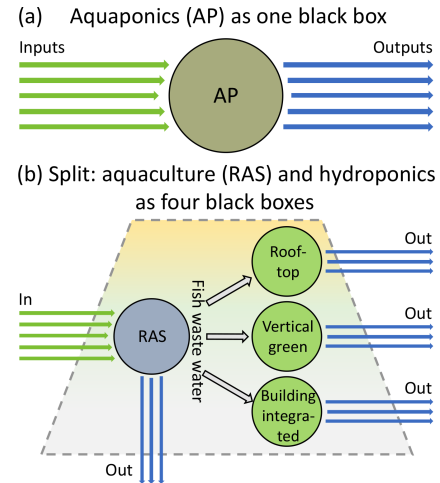 (a) Aquaponics (AP) as one black box
Inputs
Outputs
AP
(b) Split: aquaculture (RAS) and hydroponics
as four black boxes
In
RAS
Out
Fish waste water
Roof-
top
Out
Vertical
green
Out
Building
integra-
ted
Out